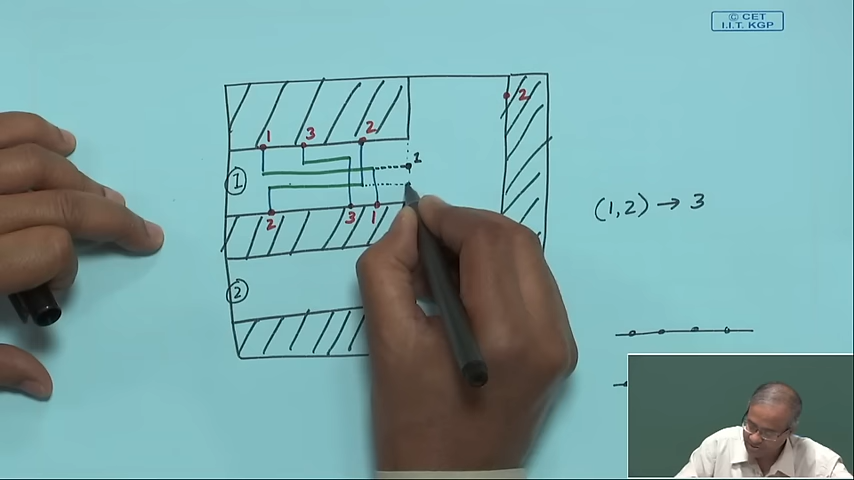 © CET
I.I.T. KGP
2
1 3 2
1
①
2 3 1
(1,2) → 3
②